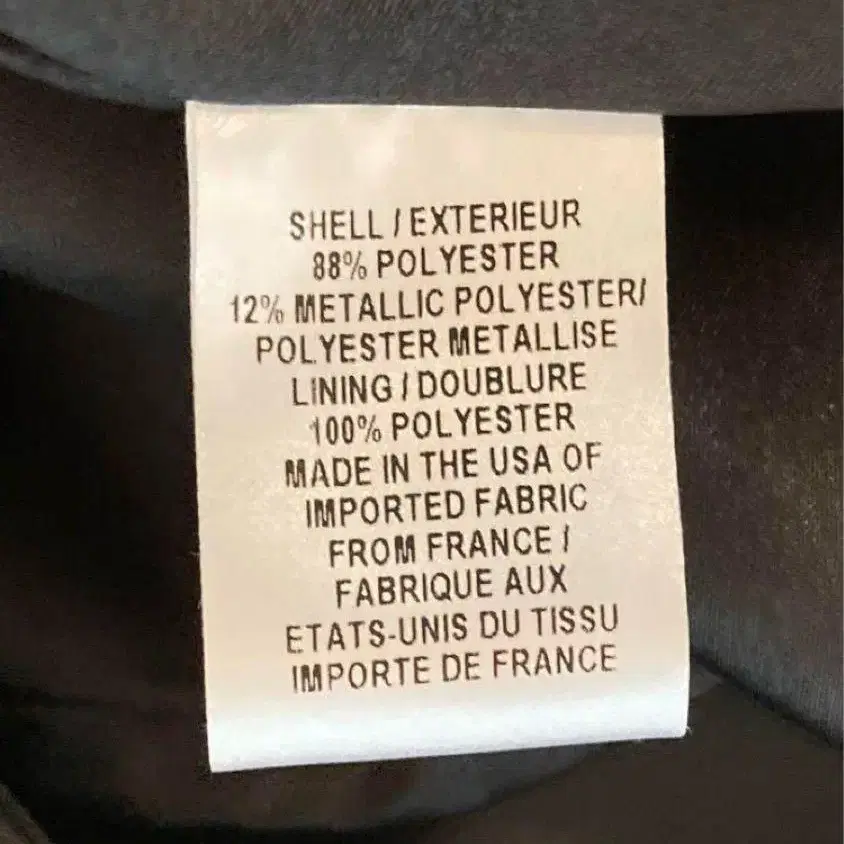 SHELL / EXTERIEUR
88% POLYESTER
12% METALLIC POLYESTER/
POLYESTER METALLISE
LINING / DOUBLURE
100% POLYESTER
MADE IN THE USA OF
IMPORTED FABRIC
FROM FRANCE /
FABRIQUE AUX
ETATS-UNIS DU TISSU
IMPORTE DE FRANCE